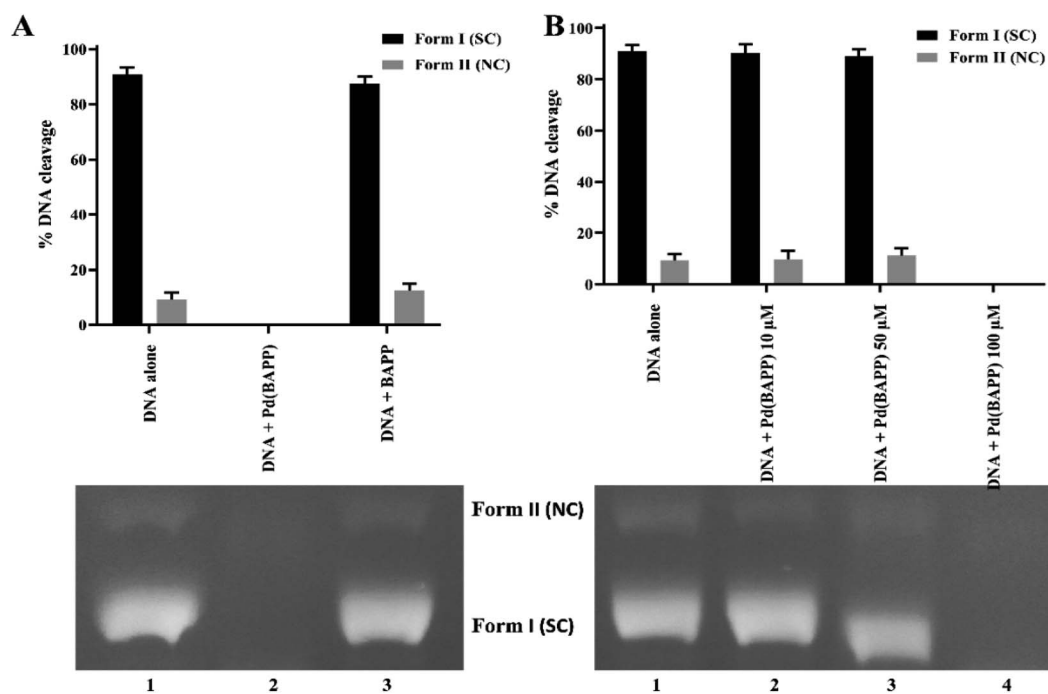 A
Form I (SC)
Form II (NC)
% DNA cleavage
100
80
60
40
20
0
DNA alone
DNA + Pd(BAPP)
DNA + BAPP
B
Form I (SC)
Form II (NC)
% DNA cleavage
100
80
60
40
20
0
DNA alone
DNA + Pd(BAPP) 10 µM
DNA + Pd(BAPP) 50 µM
DNA + Pd(BAPP) 100 µM
Form II (NC)
Form I (SC)
1 2 3
1 2 3 4